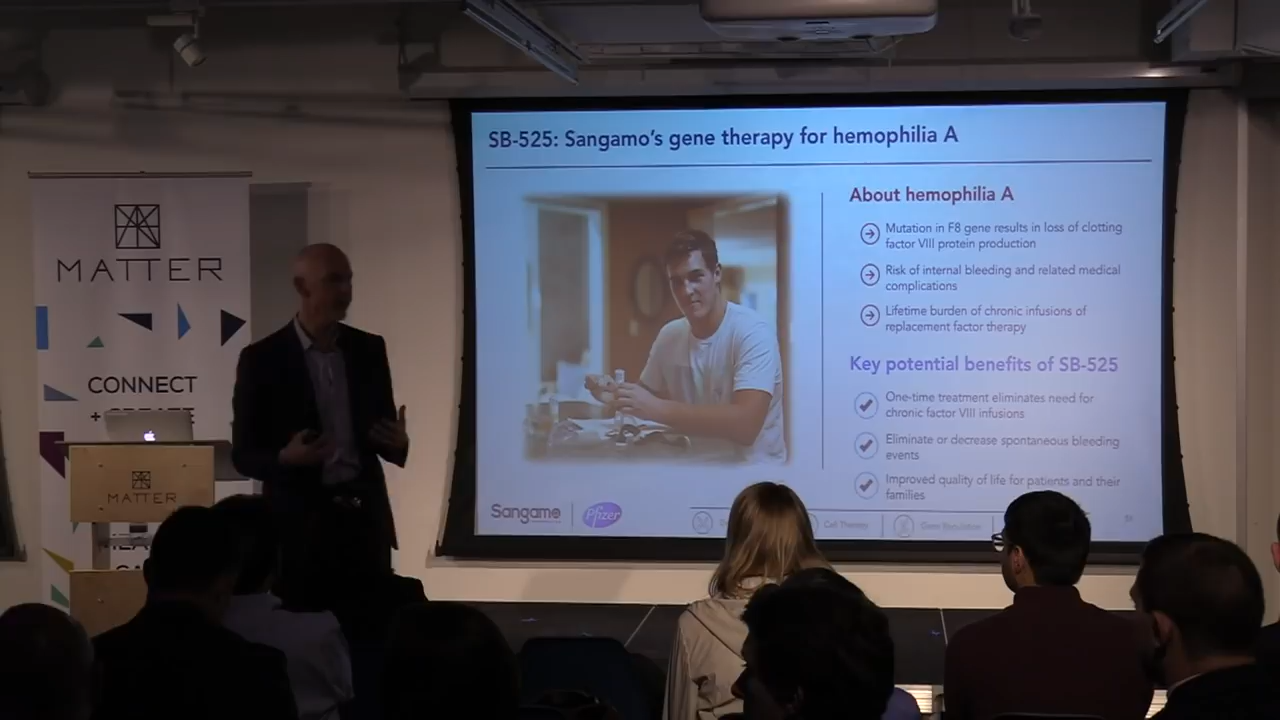 MATTER
CONNECT
+ CREATE
MATTER
SB-525: Sangamo's gene therapy for hemophilia A
About hemophilia A
Mutation in F8 gene results in loss of clotting
factor VIII protein production
Risk of internal bleeding and related medical
complications
Lifetime burden of chronic infusions of
replacement factor therapy
Key potential benefits of SB-525
One-time treatment eliminates need for
chronic factor VIII infusions
Eliminate or decrease spontaneous bleeding
events
Improved quality of life for patients and their
families
Sangamo
Pfizer
Cell Therapy
Gene Regulation